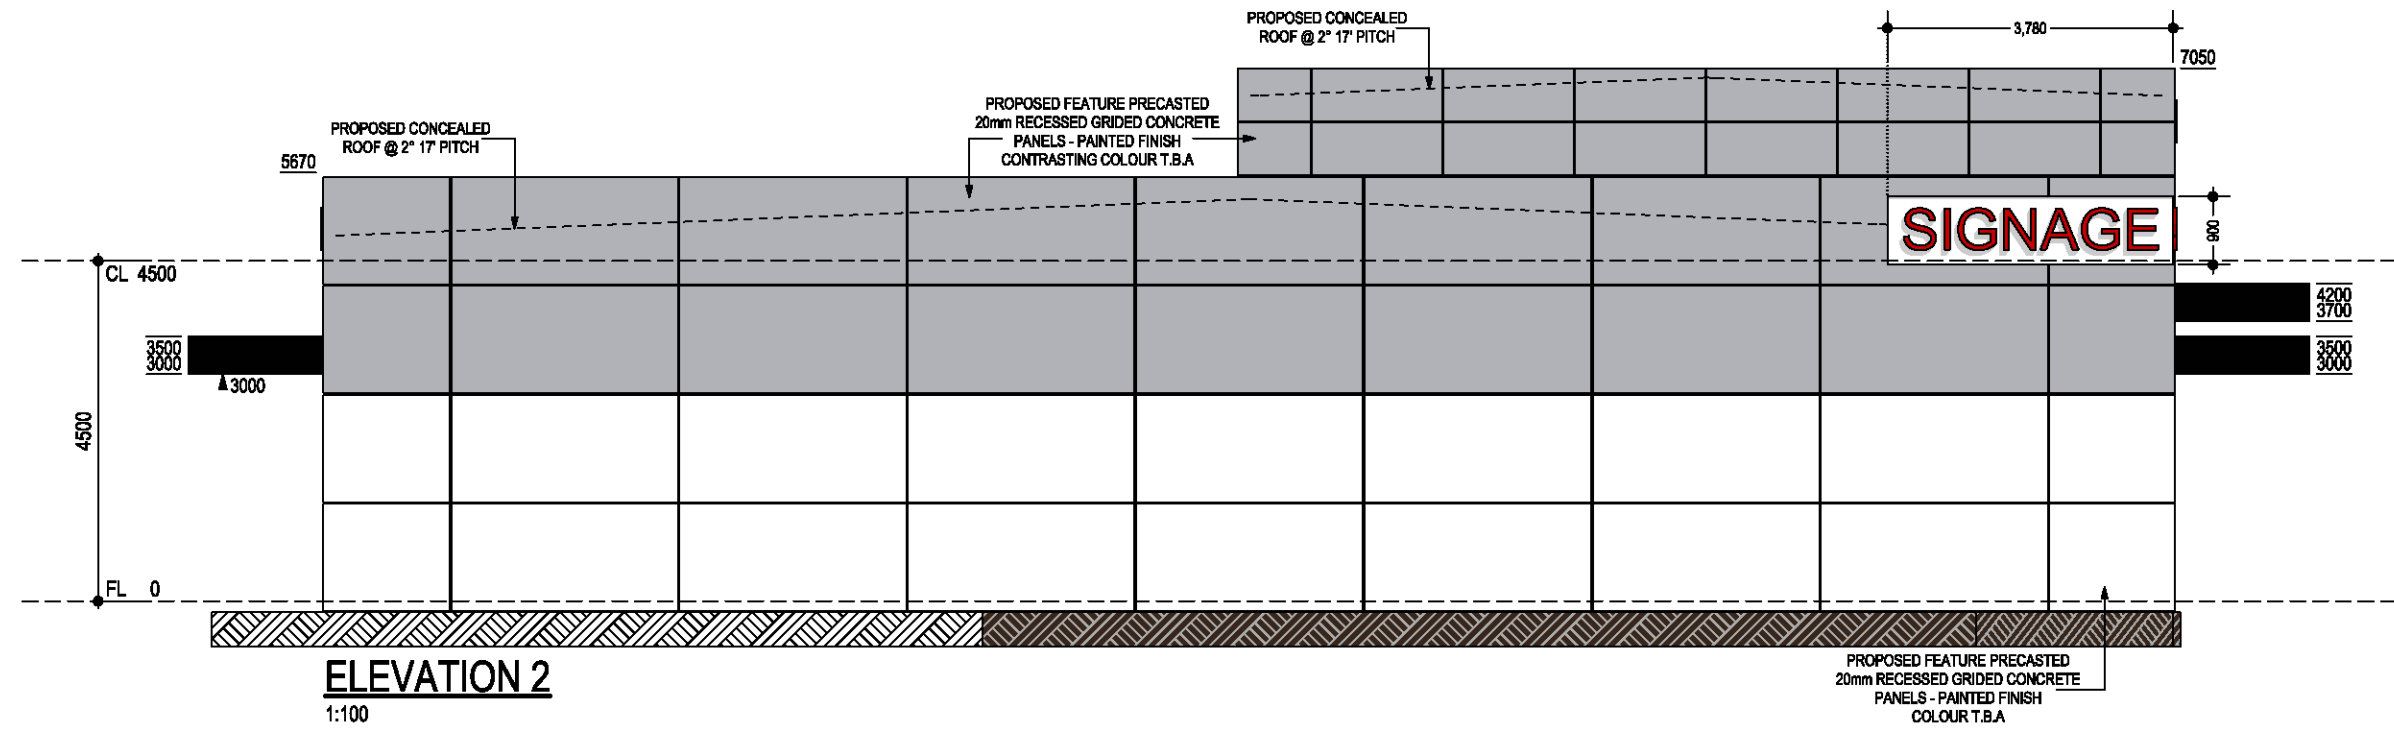 PROPOSED CONCEALED
ROOF @ 2° 17' PITCH
3,780
7050
PROPOSED FEATURE PRECASTED
20mm RECESSED GRIDED CONCRETE
PANELS - PAINTED FINISH
CONTRASTING COLOUR T.B.A
PROPOSED CONCEALED
ROOF @ 2° 17' PITCH
5670
SIGNAGE
900
CL 4500
4200
3700
3500
3000
3000
3500
3000
4500
FL 0
ELEVATION 2
1:100
PROPOSED FEATURE PRECASTED
20mm RECESSED GRIDED CONCRETE
PANELS - PAINTED FINISH
COLOUR T.B.A